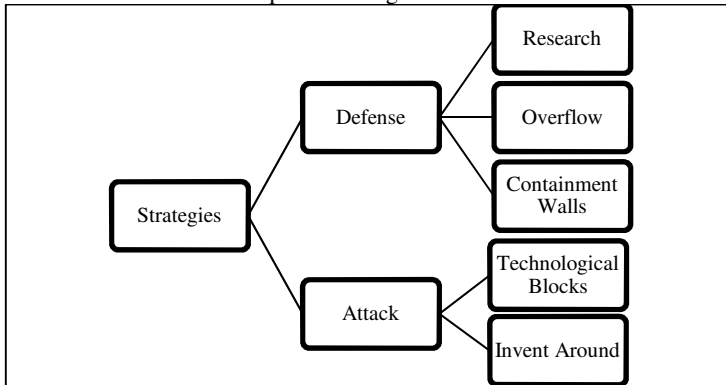 Research
Defense
Overflow
Containment
Walls
Strategies
Technological
Blocks
Attack
Invent Around